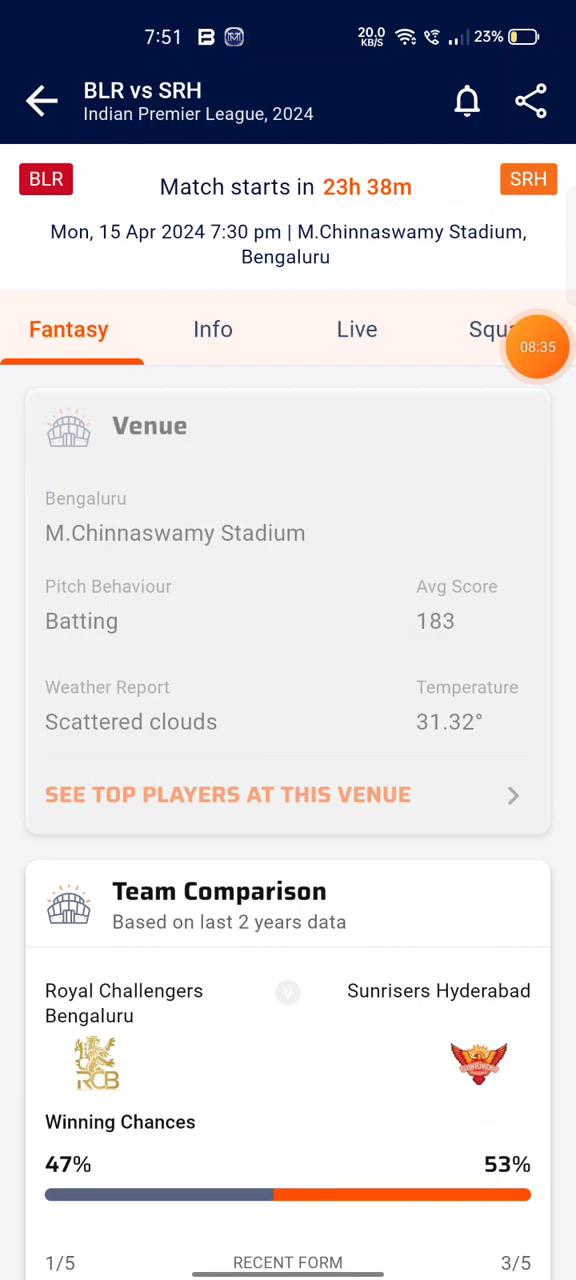 7:51
20.0
KB/S
23%
BLR vs SRH
Indian Premier League, 2024
BLR
Match starts in 23h 38m
SRH
Mon, 15 Apr 2024 7:30 pm | M.Chinnaswamy Stadium,
Bengaluru
Fantasy Info Live Squ
08:35
Venue
Bengaluru
M.Chinnaswamy Stadium
Pitch Behaviour Avg Score
Batting 183
Weather Report Temperature
Scattered clouds 31.32°
SEE TOP PLAYERS AT THIS VENUE
Team Comparison
Based on last 2 years data
Royal Challengers V Sunrisers Hyderabad
Bengaluru
RCB
Winning Chances
47% 53%
1/5 RECENT FORM 3/5